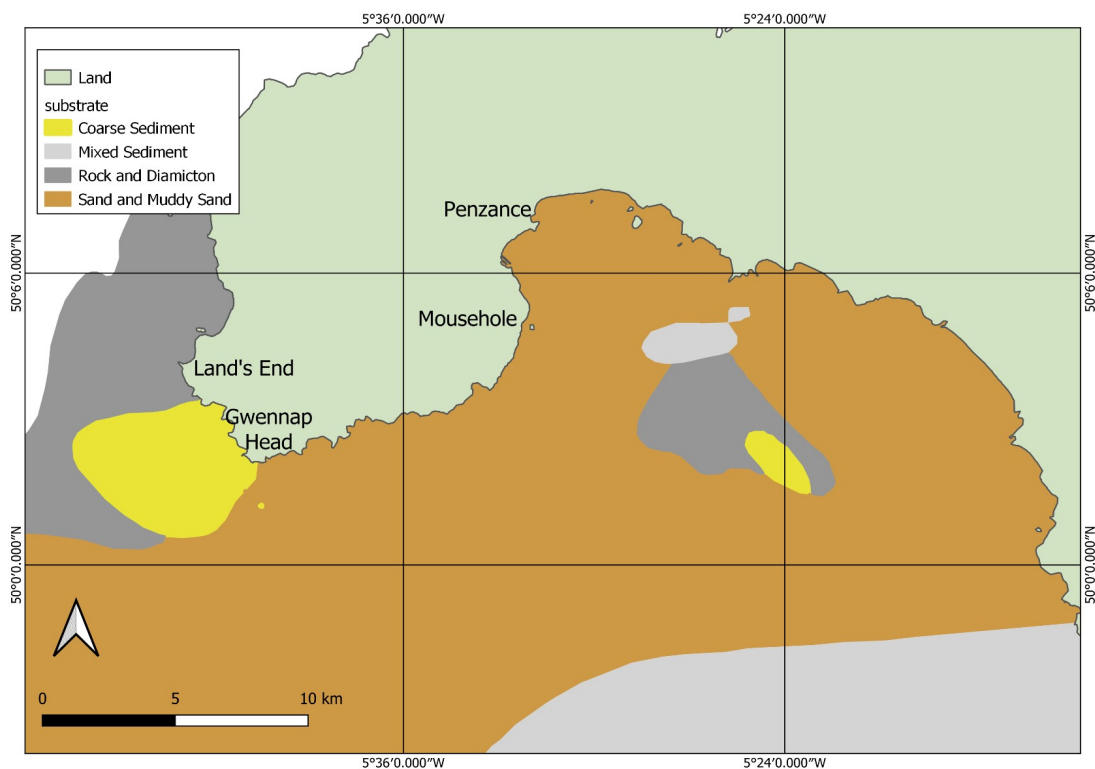 5°36′0.000″W
5°24′0.000″W
Land
substrate
Coarse Sediment
Mixed Sediment
Rock and Diamicton
Sand and Muddy Sand
Penzance
50°6′0.000″N
50°6′0.000″N
Mousehole
Land's End
Gwennap
Head
50°0′0.000″N
50°0′0.000″N
0
5
10 km
5°36′0.000″W
5°24′0.000″W